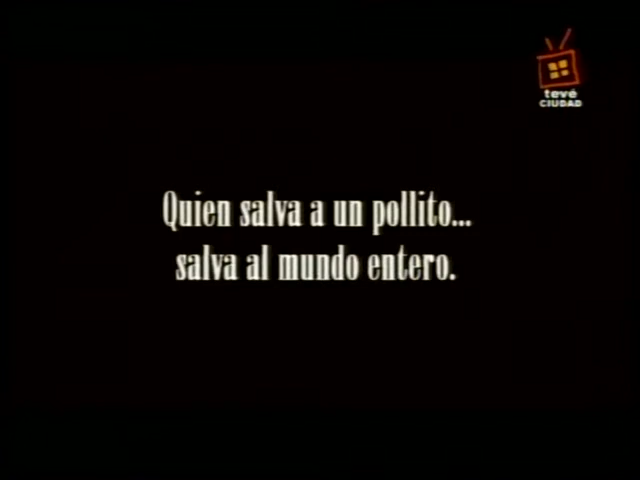 tevé
CIUDAD
Quien salva a un pollito...
salva al mundo entero.